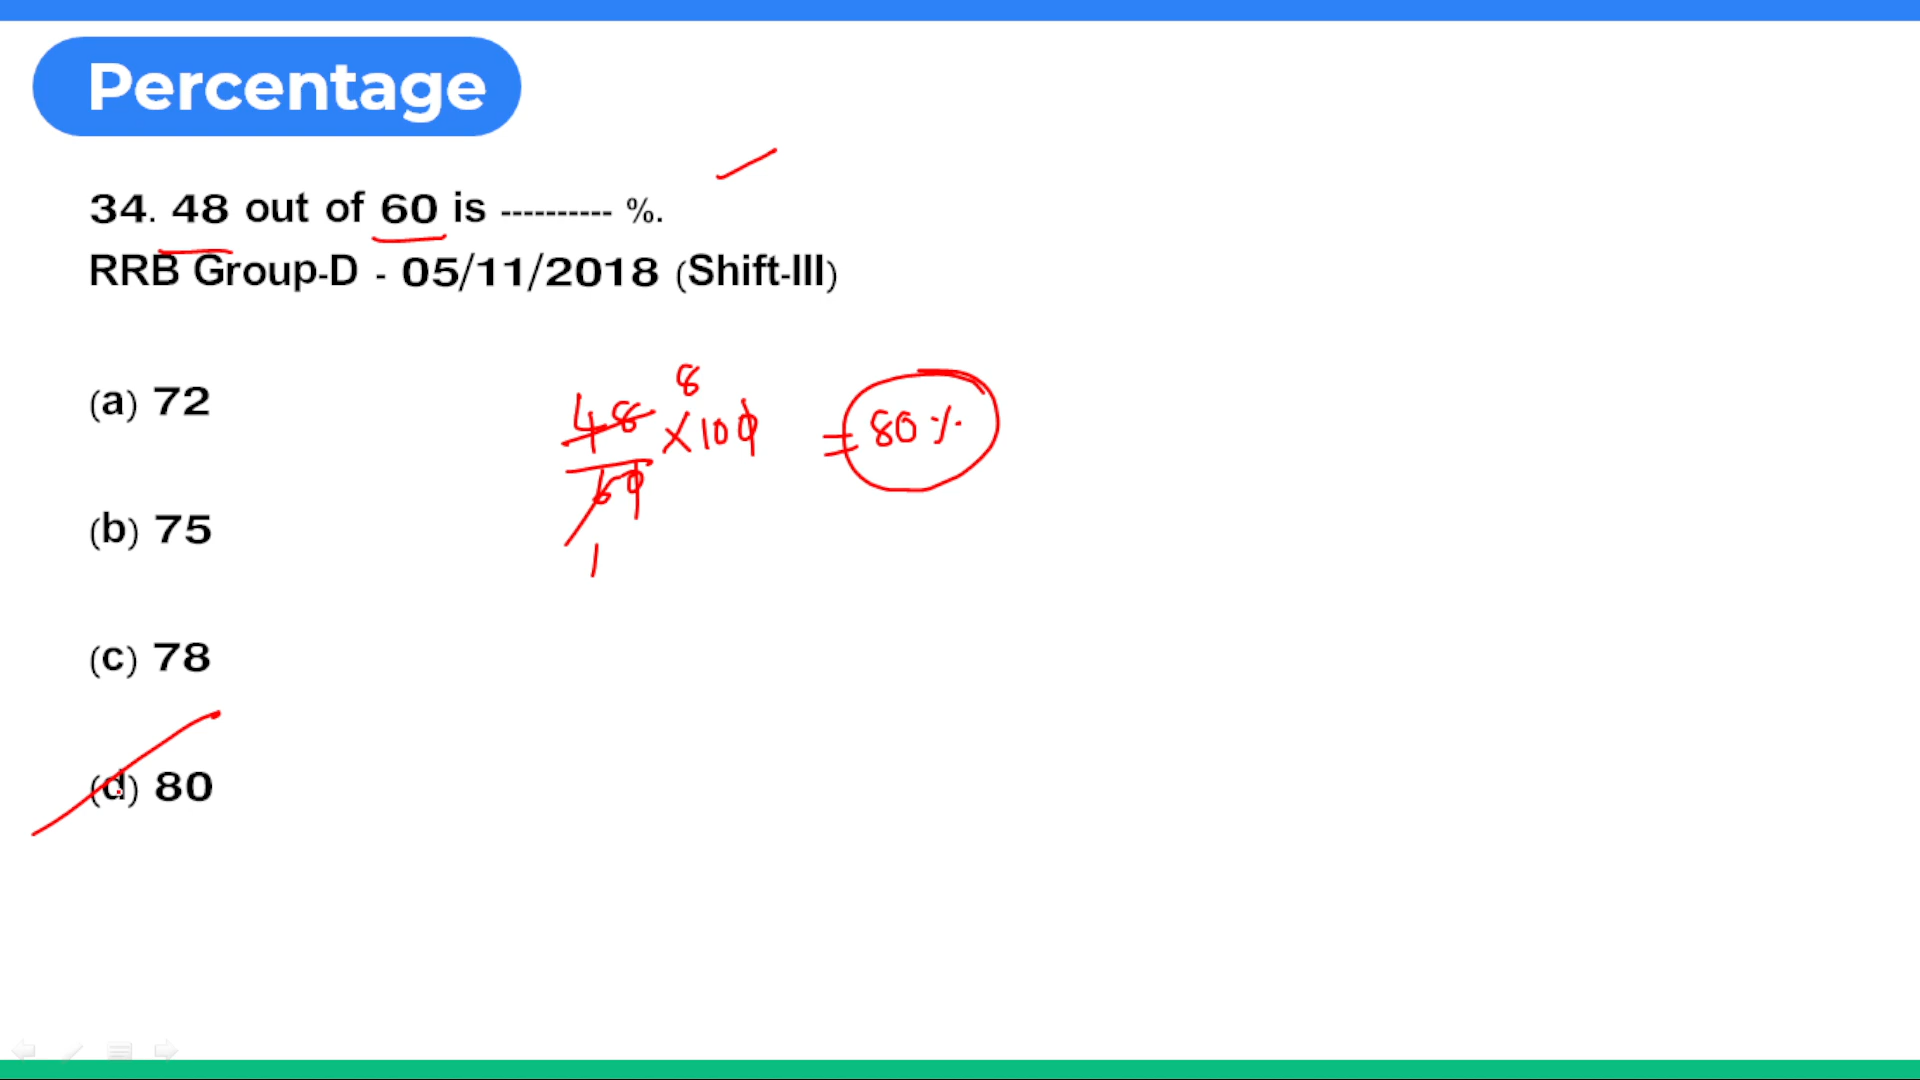 Percentage
34. 48 out of 60 is ---------- %.
RRB Group-D - 05/11/2018 (Shift-III)
(a) 72
8
48
× 100 = 80%
60
1
(b) 75
(c) 78
(d) 80